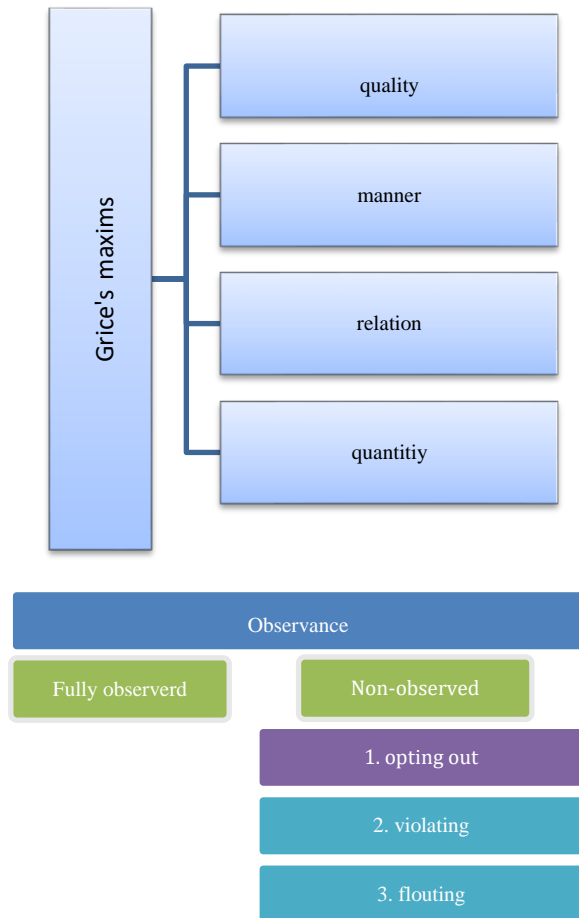 Grice's maxims
quality
manner
relation
quantitiy
Observance
Fully observerd
Non-observed
1. opting out
2. violating
3. flouting